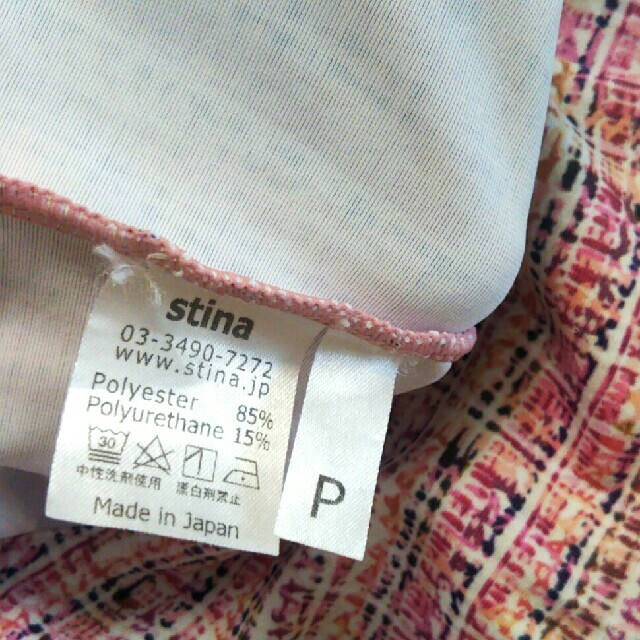 stina
03-3490-7272
www.stina.jp
Polyester 85%
Polyurethane 15%
30
中性洗剤使用 漂白剤禁止
Made in Japan
P